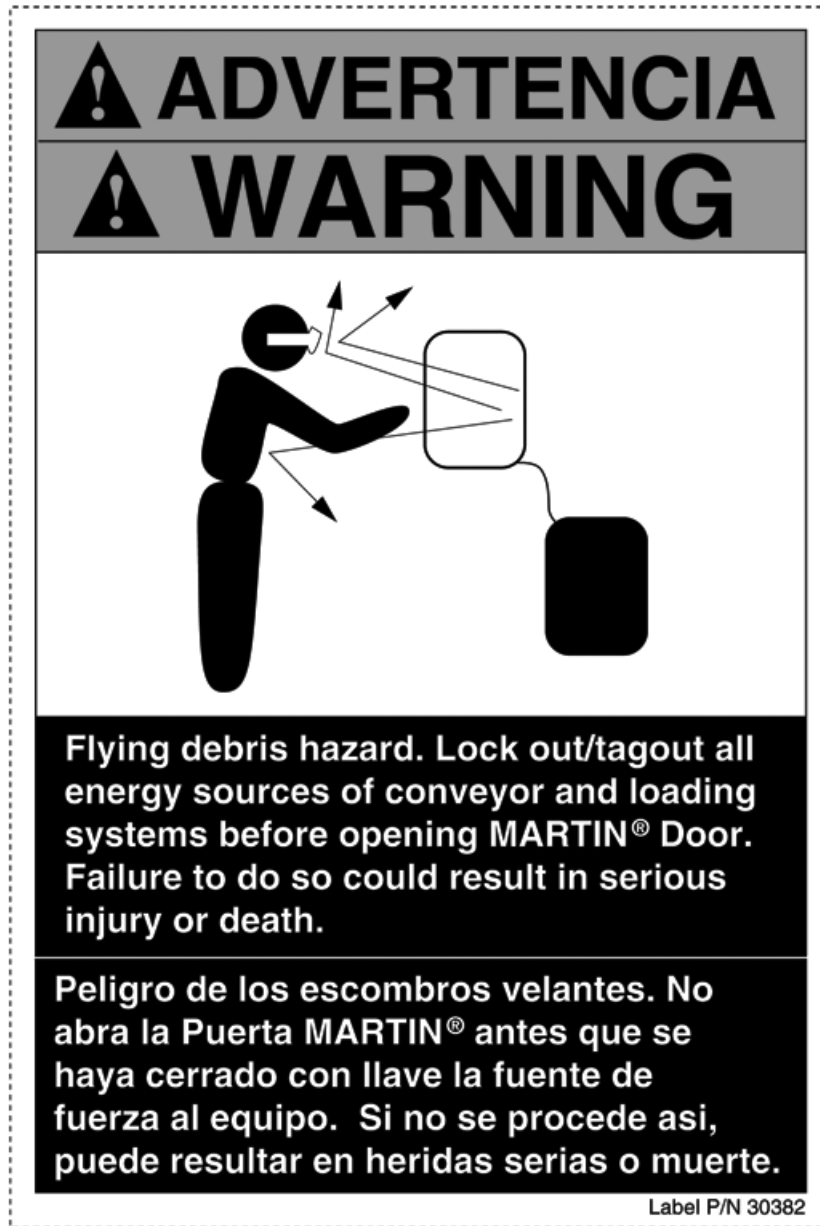 ADVERTENCIA
WARNING
Flying debris hazard. Lock out/tagout all
energy sources of conveyor and loading
systems before opening MARTIN® Door.
Failure to do so could result in serious
injury or death.
Peligro de los escombros velantes. No
abra la Puerta MARTIN® antes que se
haya cerrado con llave la fuente de
fuerza al equipo.  Si no se procede asi,
puede resultar en heridas serias o muerte.
Label P/N 30382